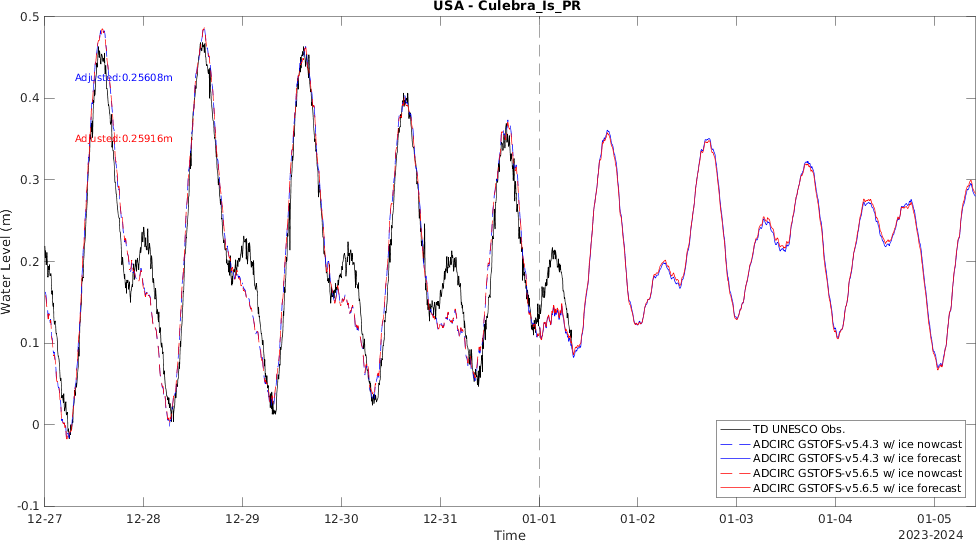 USA - Culebra_Is_PR
0.5
0.4
0.3
0.2
0.1
0
-0.1
Water Level (m)
Adjusted:0.25608m
Adjusted:0.25916m
TD UNESCO Obs.
ADCIRC GSTOFS-v5.4.3 w/ ice nowcast
ADCIRC GSTOFS-v5.4.3 w/ ice forecast
ADCIRC GSTOFS-v5.6.5 w/ ice nowcast
ADCIRC GSTOFS-v5.6.5 w/ ice forecast
12-27 12-28 12-29 12-30 12-31 01-01 01-02 01-03 01-04 01-05
Time
2023-2024